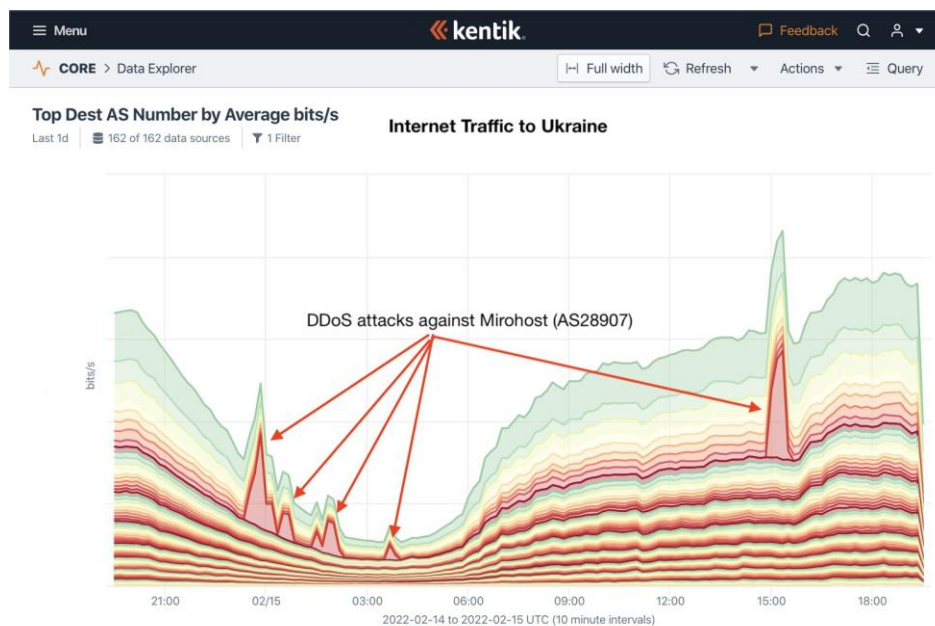 Menu
kentik.
Feedback
CORE > Data Explorer
Full width
Refresh
Actions
Query
Top Dest AS Number by Average bits/s
Internet Traffic to Ukraine
Last 1d
162 of 162 data sources
1 Filter
DDoS attacks against Mirohost (AS28907)
bits/s
21:00
02/15
03:00
06:00
09:00
12:00
15:00
18:00
2022-02-14 to 2022-02-15 UTC (10 minute intervals)